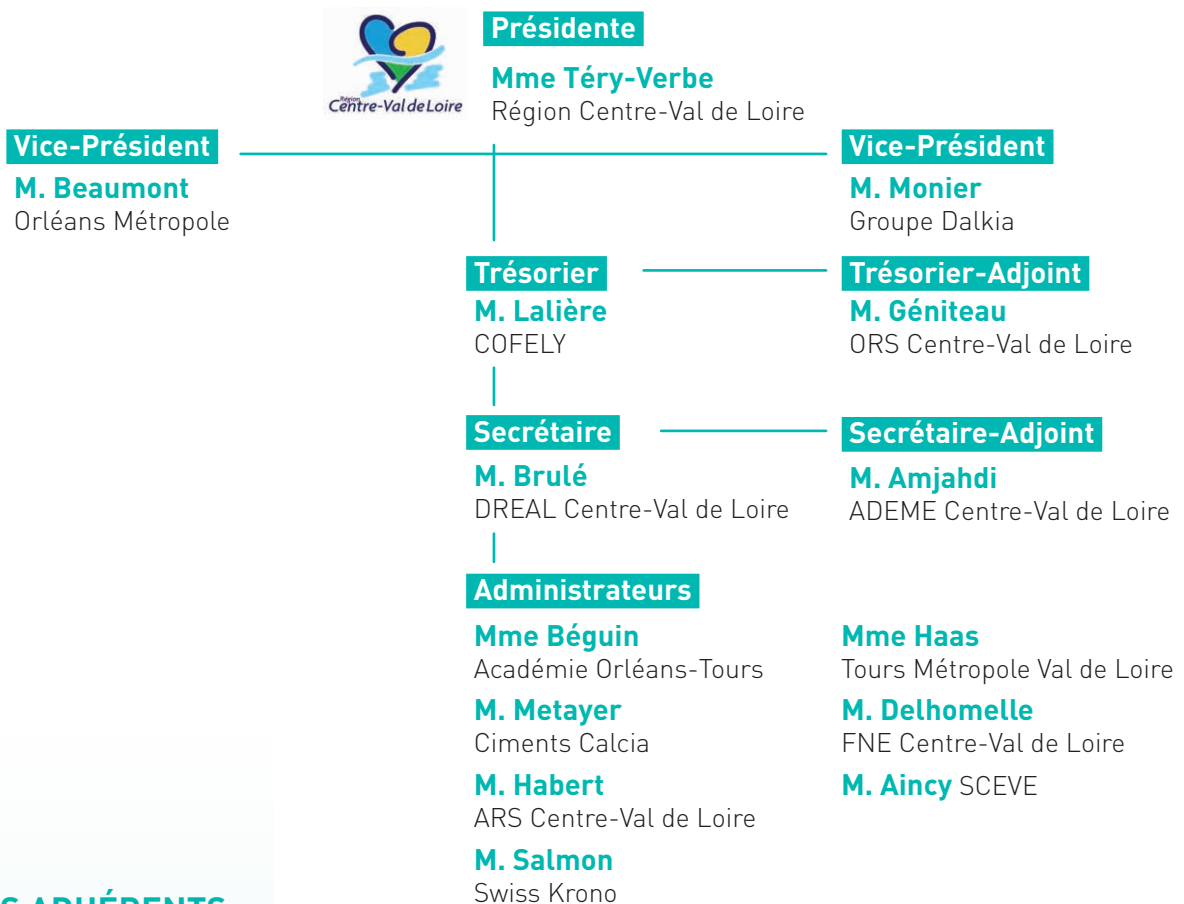 Région
Centre-Val de Loire
Présidente
Mme Téry-Verbe
Région Centre-Val de Loire
Vice-Président
M. Beaumont
Orléans Métropole
Vice-Président
M. Monier
Groupe Dalkia
Trésorier
M. Lalière
COFELY
Trésorier-Adjoint
M. Géniteau
ORS Centre-Val de Loire
Secrétaire
M. Brulé
DREAL Centre-Val de Loire
Secrétaire-Adjoint
M. Amjahdi
ADEME Centre-Val de Loire
Administrateurs
Mme Béguin
Académie Orléans-Tours
M. Metayer
Ciments Calcia
M. Habert
ARS Centre-Val de Loire
M. Salmon
Swiss Krono
Mme Haas
Tours Métropole Val de Loire
M. Delhomelle
FNE Centre-Val de Loire
M. Aincy SCEVE
S ADHÉRENTS